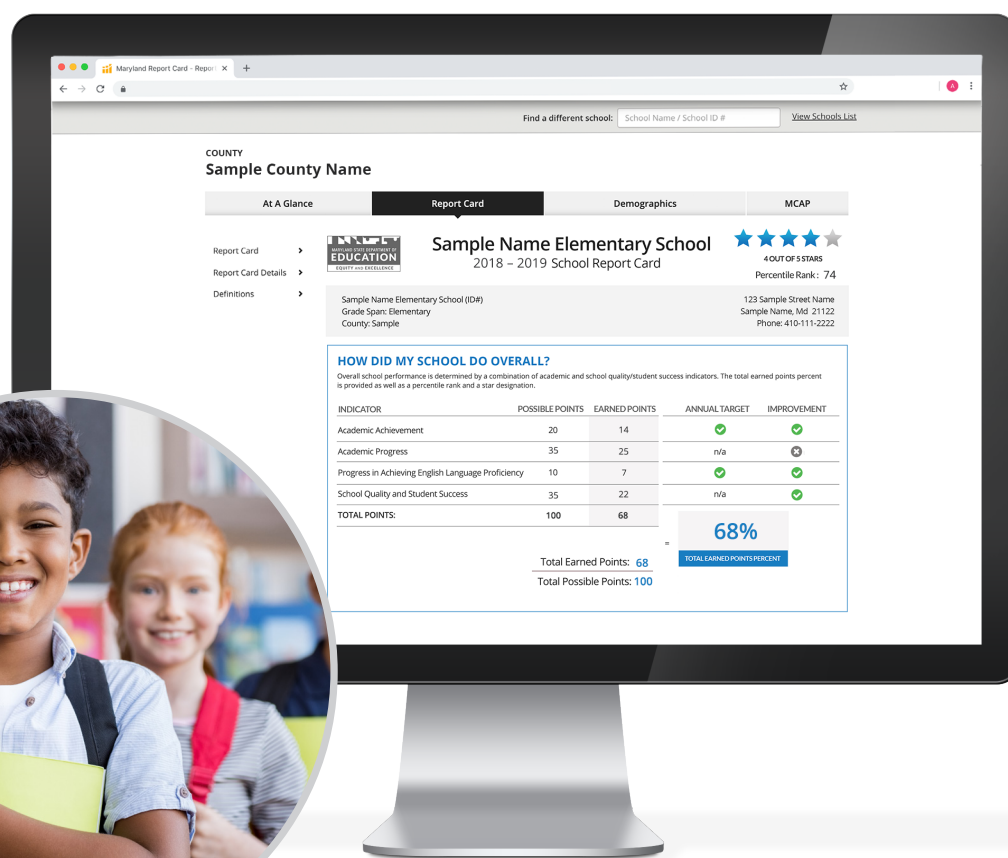 Maryland Report Card - Repor
Find a different school: School Name / School ID # View Schools List
COUNTY
Sample County Name
At A Glance Report Card Demographics MCAP
Report Card
Report Card Details
Definitions
MARYLAND STATE DEPARTMENT OF
EDUCATION
EQUITY AND EXCELLENCE
Sample Name Elementary School
2018 – 2019 School Report Card
4 OUT OF 5 STARS
Percentile Rank : 74
Sample Name Elementary School (ID#)
Grade Span: Elementary
County: Sample
123 Sample Street Name
Sample Name, Md 21122
Phone: 410-111-2222
HOW DID MY SCHOOL DO OVERALL?
Overall school performance is determined by a combination of academic and school quality/student success indicators. The total earned points percent
is provided as well as a percentile rank and a star designation.
INDICATOR POSSIBLE POINTS EARNED POINTS ANNUAL TARGET IMPROVEMENT
Academic Achievement 20 14
Academic Progress 35 25 n/a
Progress in Achieving English Language Proficiency 10 7
School Quality and Student Success 35 22 n/a
TOTAL POINTS: 100 68
Total Earned Points: 68
Total Possible Points: 100
=
68%
TOTAL EARNED POINTS PERCENT
A